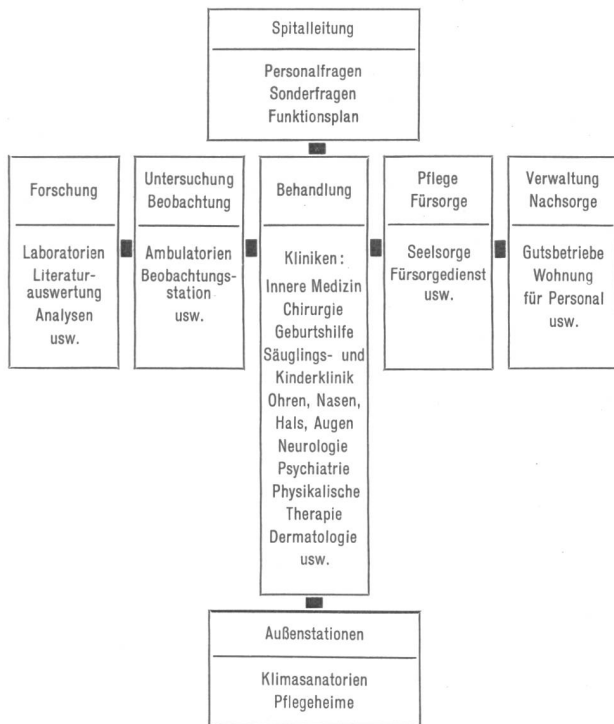 Spitalleitung
Personalfragen
Sonderfragen
Funktionsplan
Forschung
Laboratorien
Literatur-
auswertung
Analysen
usw.
Untersuchung
Beobachtung
Ambulatorien
Beobachtungs-
station
usw.
Behandlung
Kliniken:
Innere Medizin
Chirurgie
Geburtshilfe
Säuglings- und
Kinderklinik
Ohren, Nasen,
Hals, Augen
Neurologie
Psychiatrie
Physikalische
Therapie
Dermatologie
usw.
Pflege
Fürsorge
Seelsorge
Fürsorgedienst
usw.
Verwaltung
Nachsorge
Gutsbetriebe
Wohnung
für Personal
usw.
Außenstationen
Klimasanatorien
Pflegeheime